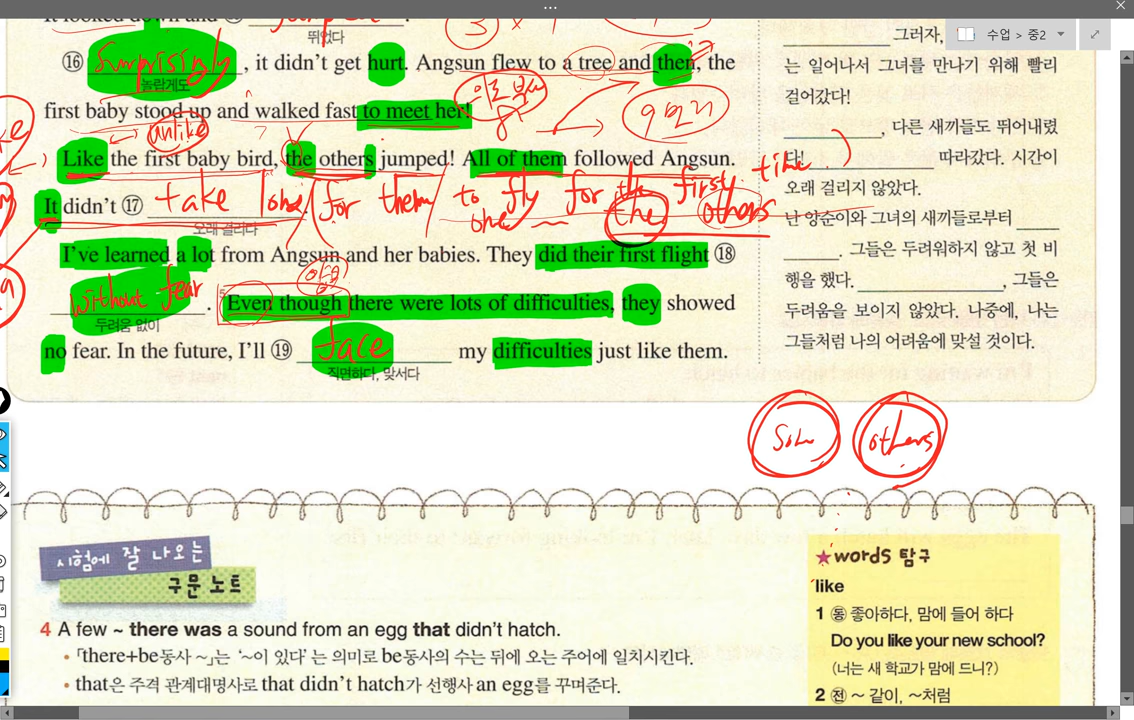 수업 > 중2
뛰었다
⑯ surprisingly, it didn't get hurt. Angsun flew to a tree and then, the
놀랍게도
first baby stood up and walked fast to meet her!
unlike
9 마리
Like the first baby bird, the others jumped! All of them followed Angsun.
It didn't ⑰ take long for them to fly for the first time
one ~ the others
오래 걸리다
I've learned a lot from Angsun and her babies. They did their first flight ⑱
without fear. Even though there were lots of difficulties, they showed
두려움 없이
no fear. In the future, I'll ⑲ face my difficulties just like them.
직면하다, 맞서다
그러자,
는 일어나서 그녀를 만나기 위해 빨리
걸어갔다!
, 다른 새끼들도 뛰어내렸
다! 따라갔다. 시간이
오래 걸리지 않았다.
난 앙순이와 그녀의 새끼들로부터
. 그들은 두려워하지 않고 첫 비
행을 했다. , 그들은
두려움을 보이지 않았다. 나중에, 나는
그들처럼 나의 어려움에 맞설 것이다.
others
시험에 잘 나오는
구문 노트
4 A few ~ there was a sound from an egg that didn't hatch.
• 「there+be동사 ~」는 '~이 있다' 는 의미로 be동사의 수는 뒤에 오는 주어에 일치시킨다.
• that은 주격 관계대명사로 that didn't hatch가 선행사 an egg를 꾸며준다.
★words 탐구
like
1 동 좋아하다, 맘에 들어 하다
Do you like your new school?
(너는 새 학교가 맘에 드니?)
2 전 ~ 같이, ~처럼